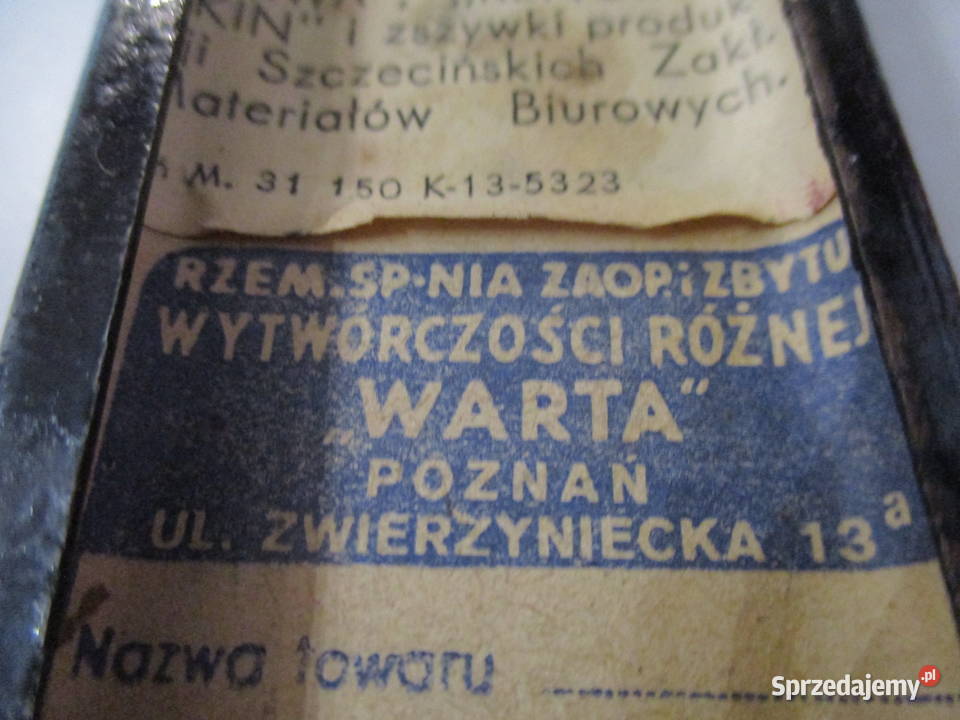 KIN" i zszywki produk-
ji Szczecińskich Zakł.
Materiałów Biurowych.
M. 31 150 K-13-5323
RZEM. SP-NIA ZAOP. i ZBYTU
WYTWÓRCZOŚCI RÓŻNEJ
„WARTA"
POZNAŃ
UL. ZWIERZYNIECKA 13a
Nazwa towaru
Sprzedajemy.pl